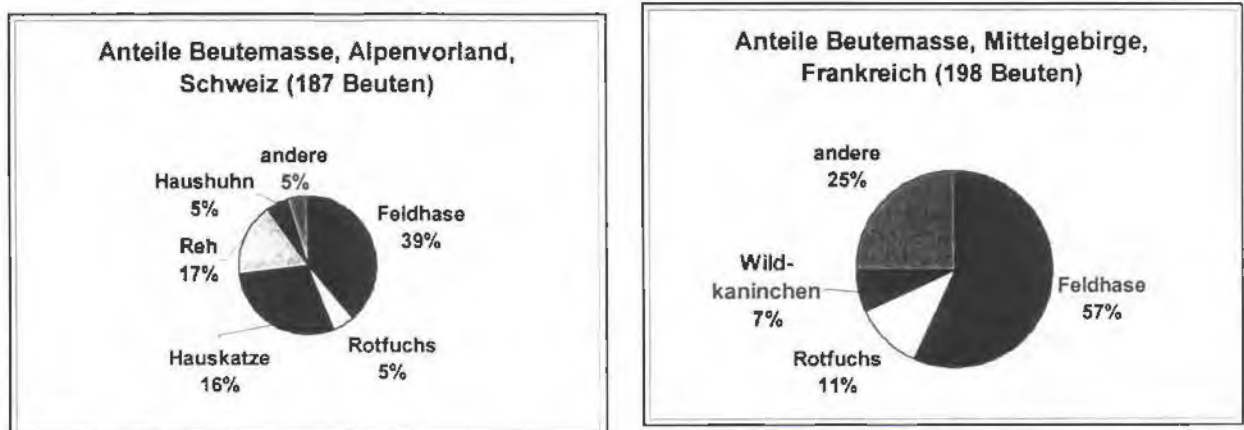 Anteile Beutemasse, Alpenvorland,
Schweiz (187 Beuten)
andere
5%
Haushuhn
5%
Feldhase
39%
Reh
17%
Hauskatze
16%
Rotfuchs
5%
Anteile Beutemasse, Mittelgebirge,
Frankreich (198 Beuten)
andere
25%
Wild-
kaninchen
7%
Feldhase
57%
Rotfuchs
11%